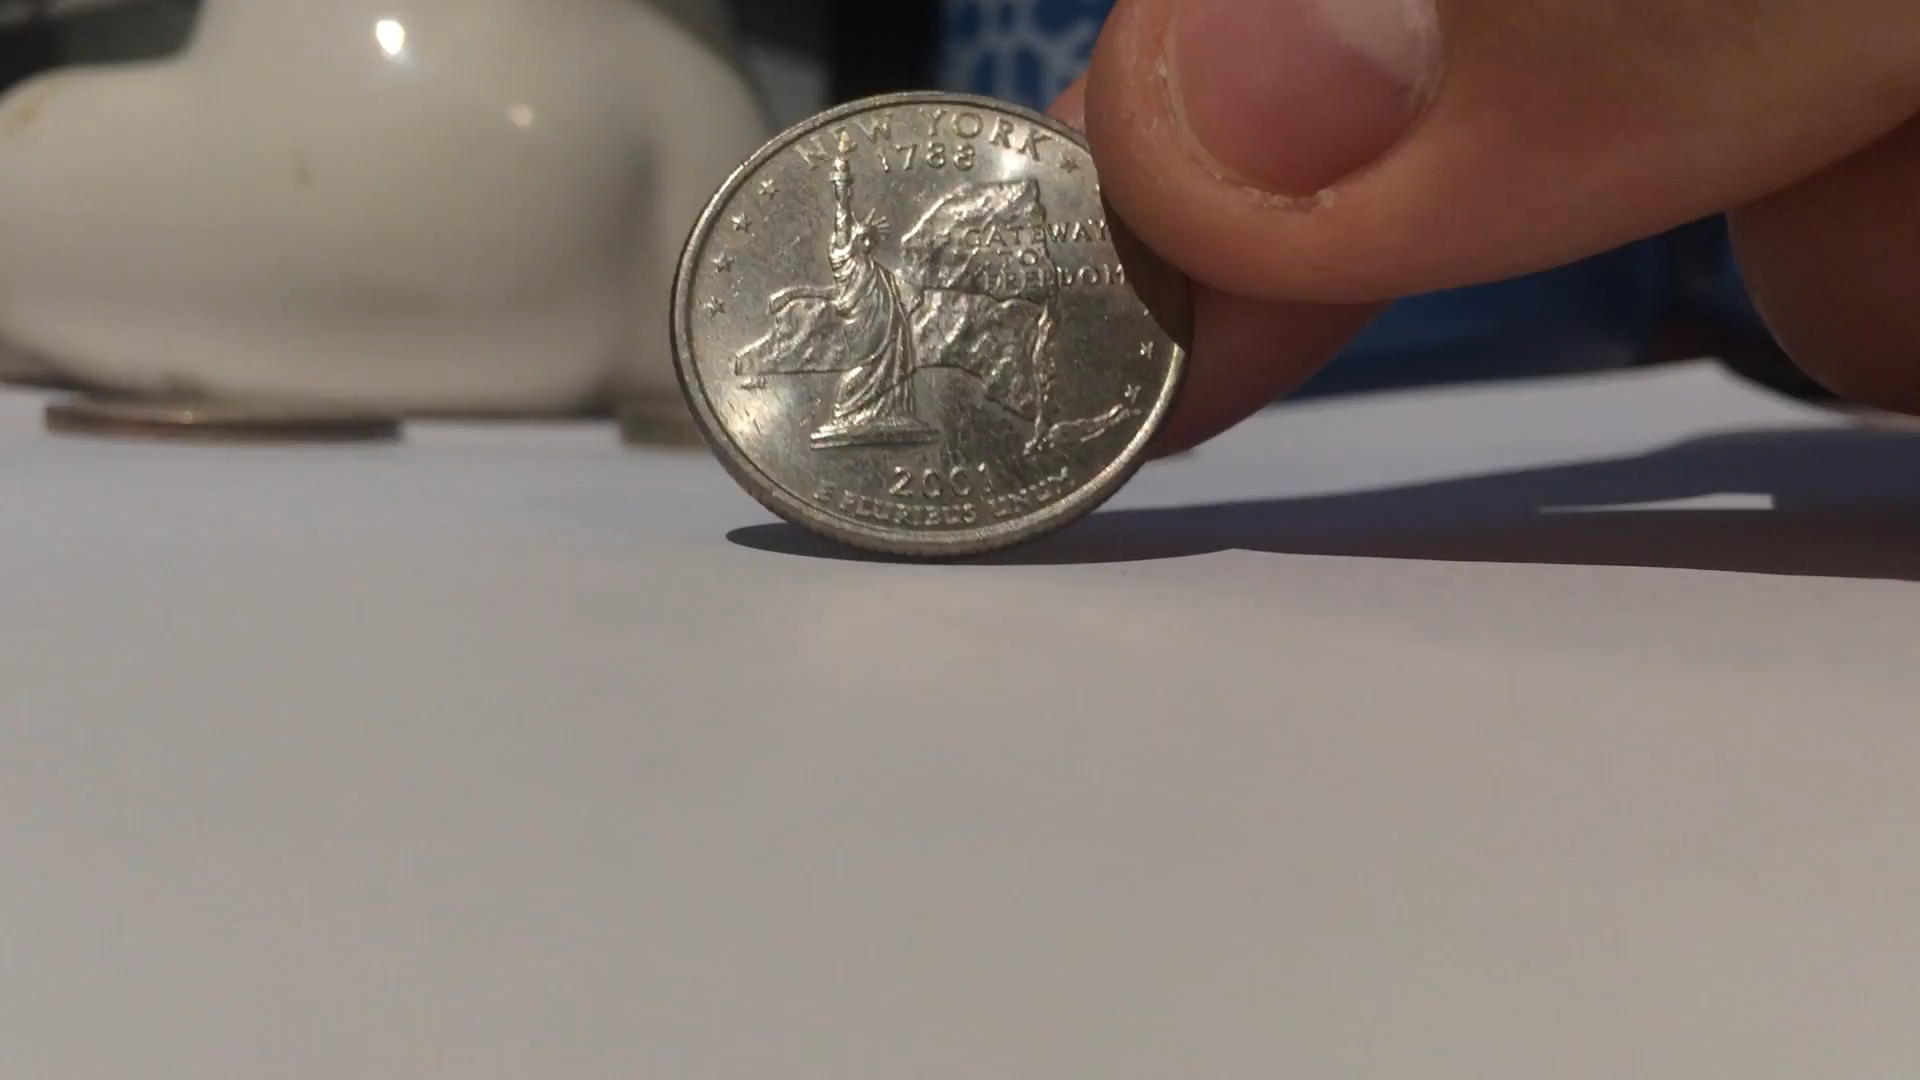 NEW YORK
1788
GATEWAY
TO
FREEDOM
2001
E PLURIBUS UNUM